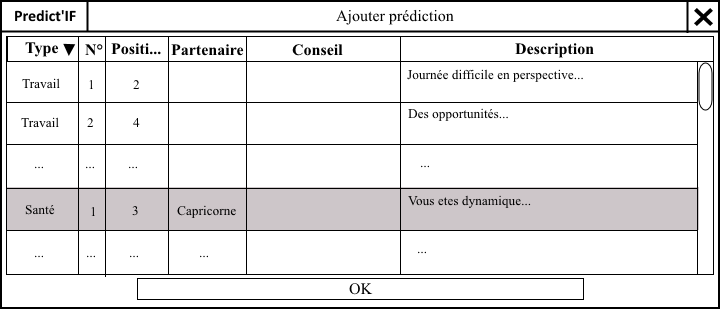 Predict'IF Ajouter prédiction
Type ▼ N° Positi... Partenaire Conseil Description
Travail 1 2 Journée difficile en perspective...
Travail 2 4 Des opportunités...
... ... ... ...
Santé 1 3 Capricorne Vous etes dynamique...
... ... ... ... ...
OK